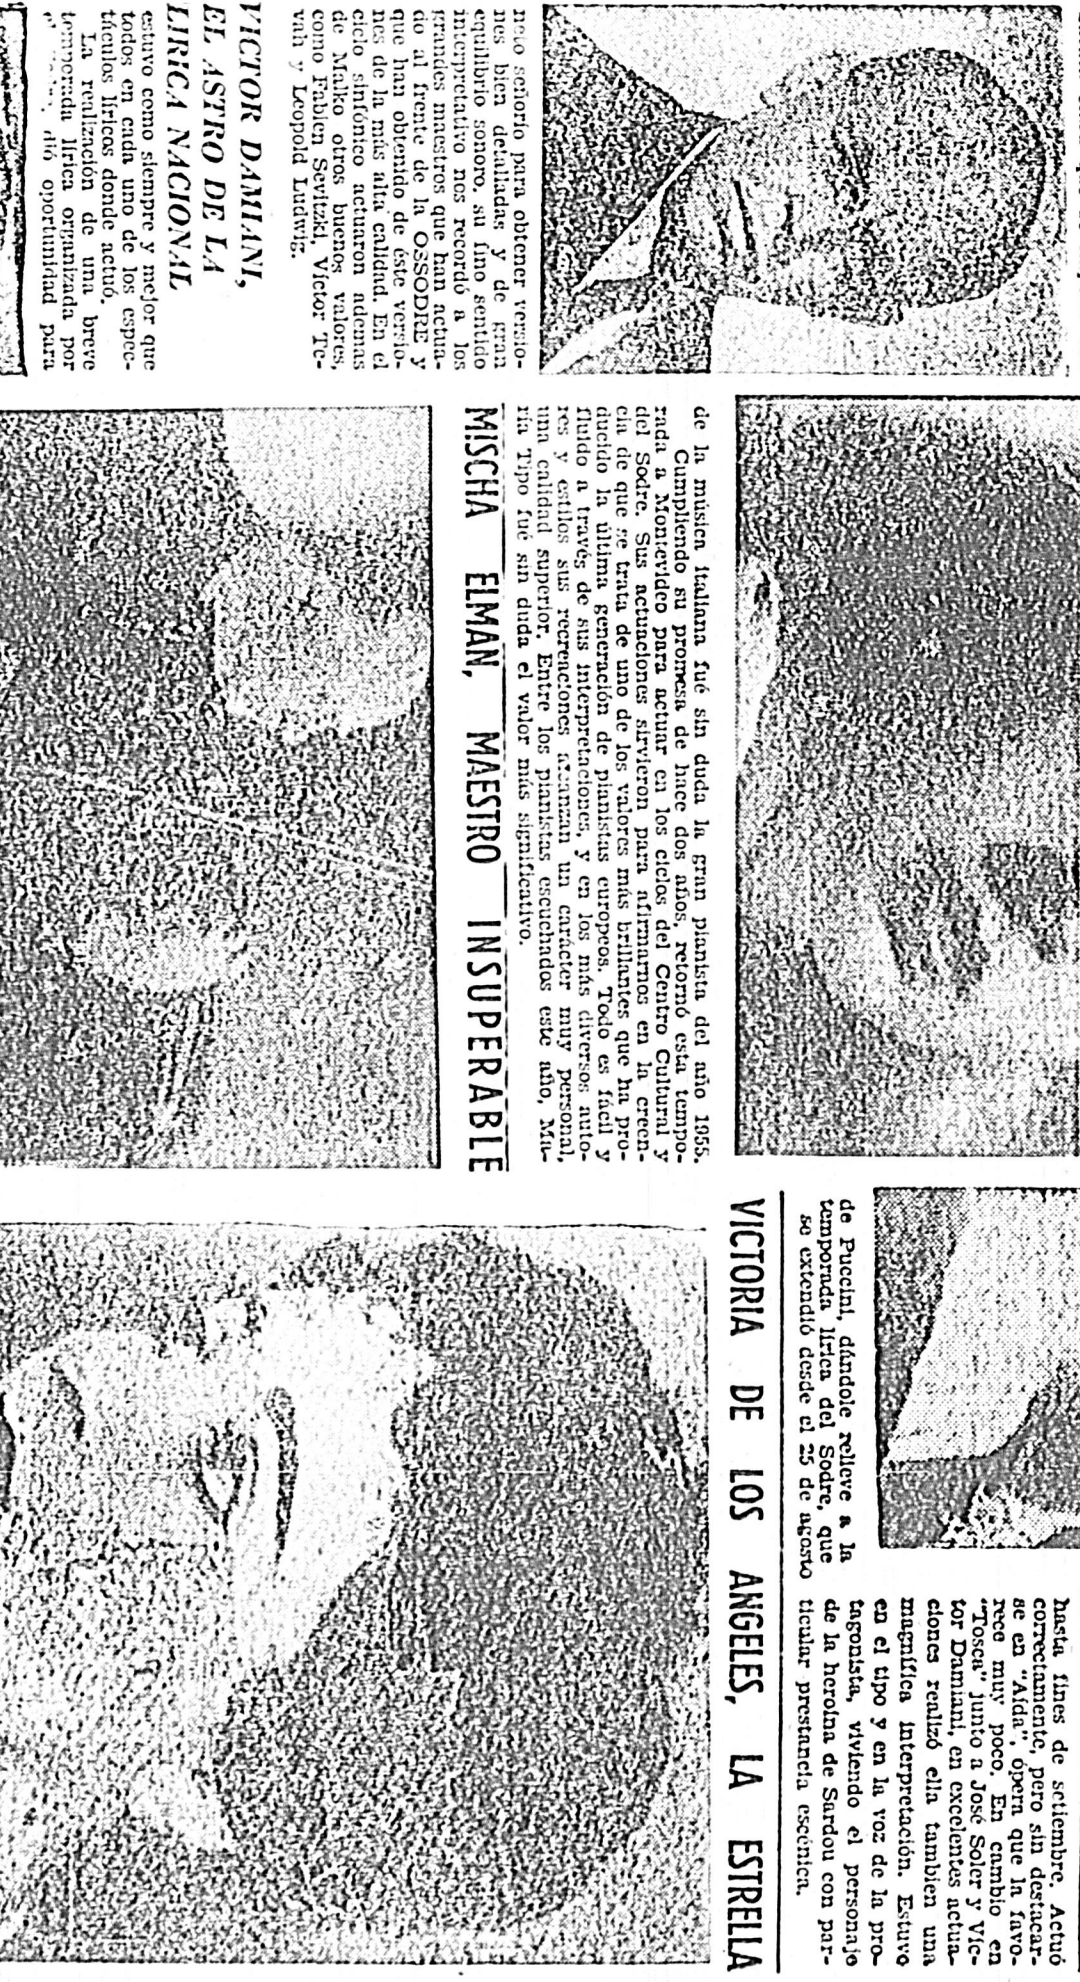 neto señorío para obtener versio-
nes bien detalladas y de gran
equilibrio sonoro, su fino sentido
interpretativo nos recordió a los
grandes maestros que han actua-
do al frente de la OSSODRE y
que han obtenido de éste versio-
nes de la más alta calidad. En el
ciclo sinfónico actuaron ademas
de Malko otros buenos valores,
como Fabien Sevitzki, Victor Te-
vah y Leopold Ludwig.
VICTOR DAMIANI,
EL ASTRO DE LA
LIRICA NACIONAL
estuvo como siempre y mejor que
todos en cada uno de los espec-
táculos líricos donde actuó.
La realización de una breve
temporada lírica organizada por
dió oportunidad para
de la música italiana fué sin duda la gran pianista del año 1955.
Cumpliendo su promesa de hace dos años, retornó esta tempo-
rada a Montevideo para actuar en los ciclos del Centro Cultural y
del Sodre. Sus actuaciones sirvieron para afirmarnos en la creen-
cia de que se trata de uno de los valores mas brillantes que ha pro-
ducido la última generación de pianistas europeos. Todo es fácil y
fluído a través de sus interpretaciones, y en los más diversos auto-
res y estilos sus recreaciones alcanzan un carácter muy personal,
una calidad superior. Entre los pianistas escuchados este año, Ma-
ría Tipo fué sin duda el valor más significativo.
MISCHA ELMAN, MAESTRO INSUPERABLE
de Puccini, dándole relieve a la
temporada lírica del Sodre, que
se extendió desde el 25 de agosto
hasta fines de setiembre. Actuó
correctamente, pero sin destacar-
se en "Aída", ópera que la favo-
rece muy poco. En cambio en
"Tosca" junto a José Soler y Víc-
tor Damiani, en excelentes actua-
ciones realizó ella tambien una
magnífica interpretación. Estuvo
en el tipo y en la voz de la pro-
tagonista, viviendo el personaje
de la heroína de Sardou con par-
ticular prestancia escénica.
VICTORIA DE LOS ANGELES, LA ESTRELLA